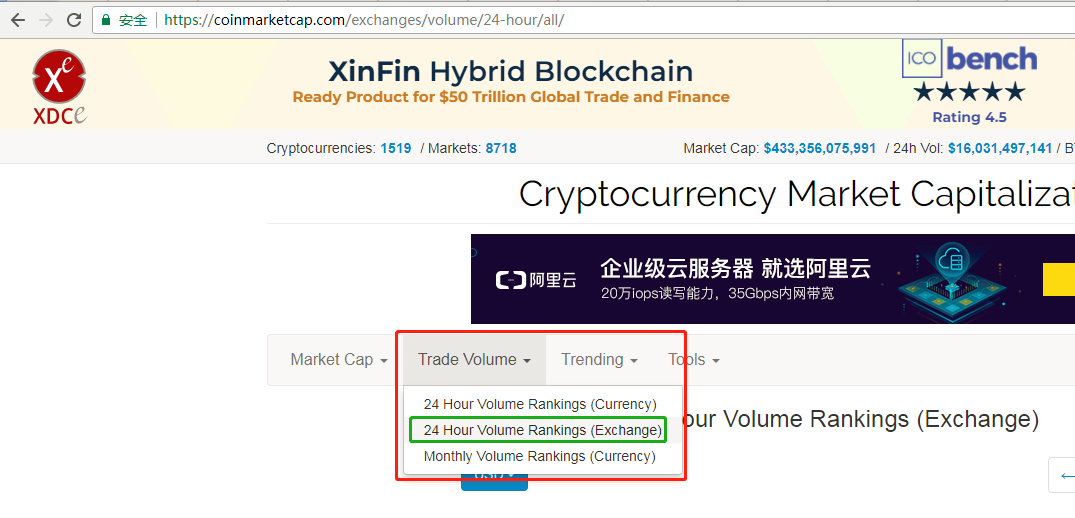 安全 https://coinmarketcap.com/exchanges/volume/24-hour/all/
Xe
XDCe
XinFin Hybrid Blockchain
Ready Product for $50 Trillion Global Trade and Finance
ICO bench
Rating 4.5
Cryptocurrencies: 1519 / Markets: 8718
Market Cap: $433,356,075,991 / 24h Vol: $16,031,497,141 / B
Cryptocurrency Market Capitalizat
阿里云
企业级云服务器 就选阿里云
20万iops读写能力，35Gbps内网带宽
Market Cap
Trade Volume
Trending
Tools
24 Hour Volume Rankings (Currency)
24 Hour Volume Rankings (Exchange)
Monthly Volume Rankings (Currency)
our Volume Rankings (Exchange)
←